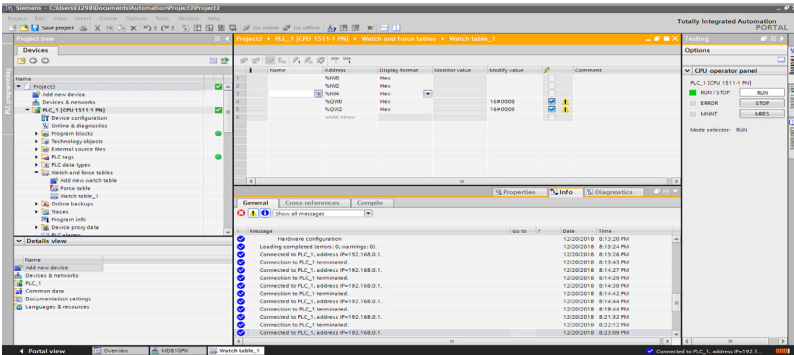 Siemens - C:\Users\3298\Documents\Automation\Project3\Project3
Project Edit View Insert Online Options Tools Window Help
Save project
Go online Go offline
Totally Integrated Automation
PORTAL
Project tree
Devices
Name
Project3
Add new device
Devices & networks
PLC_1 [CPU 1511-1 PN]
Device configuration
Online & diagnostics
Program blocks
Technology objects
External source files
PLC tags
PLC data types
Watch and force tables
Add new watch table
Force table
Watch table_1
Online backups
Traces
Program info
Device proxy data
PLC alarms
Details view
Name
Add new device
Devices & networks
PLC_1
Common data
Documentation settings
Languages & resources
PLC programming
Project3 PLC_1 [CPU 1511-1 PN] Watch and force tables Watch table_1
i Name Address Display format Monitor value Modify value Comment
1 %IW0 Hex
2 %IW2 Hex
3 %IW4 Hex
4 %QW0 Hex 16#0008
5 %QW2 Hex 16#0009
<Add new>
Properties Info Diagnostics
General Cross-references Compile
Show all messages
Message Go to ? Date Time
Hardware configuration 12/20/2018 8:13:20 PM
Loading completed (errors: 0; warnings: 0). 12/20/2018 8:13:24 PM
Connected to PLC_1, address IP=192.168.0.1. 12/20/2018 8:13:26 PM
Connection to PLC_1 terminated. 12/20/2018 8:13:43 PM
Connected to PLC_1, address IP=192.168.0.1. 12/20/2018 8:14:27 PM
Connection to PLC_1 terminated. 12/20/2018 8:14:29 PM
Connected to PLC_1, address IP=192.168.0.1. 12/20/2018 8:14:30 PM
Connection to PLC_1 terminated. 12/20/2018 8:14:42 PM
Connected to PLC_1, address IP=192.168.0.1. 12/20/2018 8:14:44 PM
Connection to PLC_1 terminated. 12/20/2018 8:19:44 PM
Connected to PLC_1, address IP=192.168.0.1. 12/20/2018 8:21:52 PM
Connection to PLC_1 terminated. 12/20/2018 8:22:12 PM
Connected to PLC_1, address IP=192.168.0.1. 12/20/2018 8:23:09 PM
Testing
Options
CPU operator panel
PLC_1 [CPU 1511-1 PN]
RUN / STOP RUN
ERROR STOP
MAINT MRES
Mode selector: RUN
Testing
Tasks
Libraries
Portal view Overview MDB10PN Watch table_1
Connected to PLC_1, address IP=192.1...